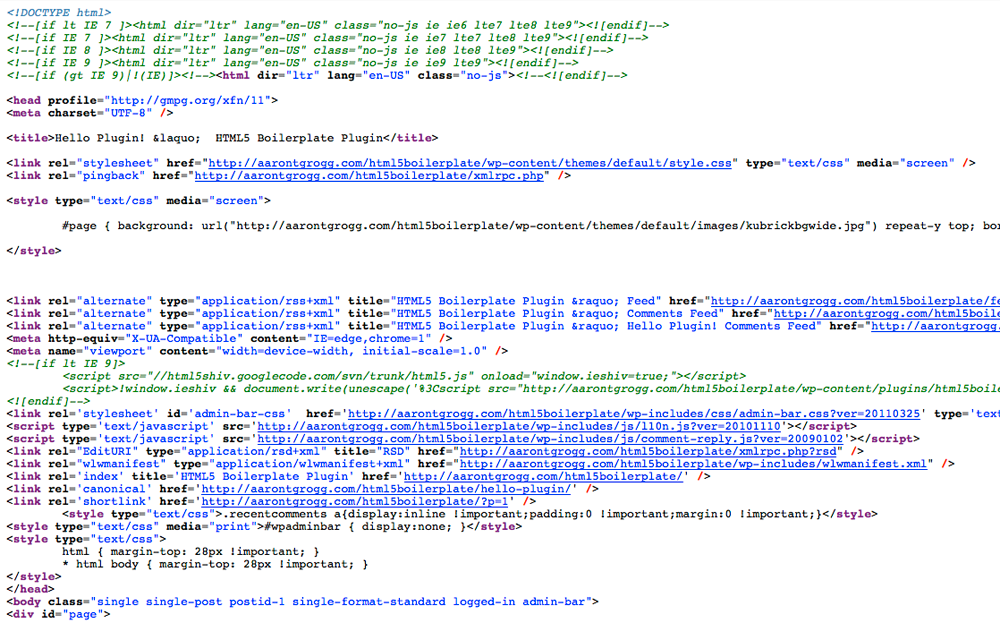 <!DOCTYPE html>
<!--[if lt IE 7 ]><html dir="ltr" lang="en-US" class="no-js ie ie6 lte7 lte8 lte9"><![endif]-->
<!--[if IE 7 ]><html dir="ltr" lang="en-US" class="no-js ie ie7 lte7 lte8 lte9"><![endif]-->
<!--[if IE 8 ]><html dir="ltr" lang="en-US" class="no-js ie ie8 lte8 lte9"><![endif]-->
<!--[if IE 9 ]><html dir="ltr" lang="en-US" class="no-js ie ie9 lte9"><![endif]-->
<!--[if (gt IE 9)|!(IE)]><!--><html dir="ltr" lang="en-US" class="no-js"><!--<![endif]-->
<head profile="http://gmpg.org/xfn/11">
<meta charset="UTF-8" />
<title>Hello Plugin! &laquo;  HTML5 Boilerplate Plugin</title>
<link rel="stylesheet" href="http://aarontgrogg.com/html5boilerplate/wp-content/themes/default/style.css" type="text/css" media="screen" />
<link rel="pingback" href="http://aarontgrogg.com/html5boilerplate/xmlrpc.php" />
<style type="text/css" media="screen">
#page { background: url("http://aarontgrogg.com/html5boilerplate/wp-content/themes/default/images/kubrickbgwide.jpg") repeat-y top; bor
</style>
<link rel="alternate" type="application/rss+xml" title="HTML5 Boilerplate Plugin &raquo; Feed" href="http://aarontgrogg.com/html5boilerplate/fe
<link rel="alternate" type="application/rss+xml" title="HTML5 Boilerplate Plugin &raquo; Comments Feed" href="http://aarontgrogg.com/html5boile
<link rel="alternate" type="application/rss+xml" title="HTML5 Boilerplate Plugin &raquo; Hello Plugin! Comments Feed" href="http://aarontgrogg.
<meta http-equiv="X-UA-Compatible" content="IE=edge,chrome=1" />
<meta name="viewport" content="width=device-width, initial-scale=1.0" />
<!--[if lt IE 9]>
<script src="//html5shiv.googlecode.com/svn/trunk/html5.js" onload="window.ieshiv=true;"></script>
<script>!window.ieshiv && document.write(unescape('%3Cscript src="http://aarontgrogg.com/html5boilerplate/wp-content/plugins/html5boile
<![endif]-->
<link rel='stylesheet' id='admin-bar-css'  href='http://aarontgrogg.com/html5boilerplate/wp-includes/css/admin-bar.css?ver=20110325' type='text
<script type='text/javascript' src='http://aarontgrogg.com/html5boilerplate/wp-includes/js/l10n.js?ver=20101110'></script>
<script type='text/javascript' src='http://aarontgrogg.com/html5boilerplate/wp-includes/js/comment-reply.js?ver=20090102'></script>
<link rel="EditURI" type="application/rsd+xml" title="RSD" href="http://aarontgrogg.com/html5boilerplate/xmlrpc.php?rsd" />
<link rel="wlwmanifest" type="application/wlwmanifest+xml" href="http://aarontgrogg.com/html5boilerplate/wp-includes/wlwmanifest.xml" />
<link rel='index' title='HTML5 Boilerplate Plugin' href='http://aarontgrogg.com/html5boilerplate/' />
<link rel='canonical' href='http://aarontgrogg.com/html5boilerplate/hello-plugin/' />
<link rel='shortlink' href='http://aarontgrogg.com/html5boilerplate/?p=1' />
<style type="text/css">.recentcomments a{display:inline !important;padding:0 !important;margin:0 !important;}</style>
<style type="text/css" media="print">#wpadminbar { display:none; }</style>
<style type="text/css">
html { margin-top: 28px !important; }
* html body { margin-top: 28px !important; }
</style>
</head>
<body class="single single-post postid-1 single-format-standard logged-in admin-bar">
<div id="page">